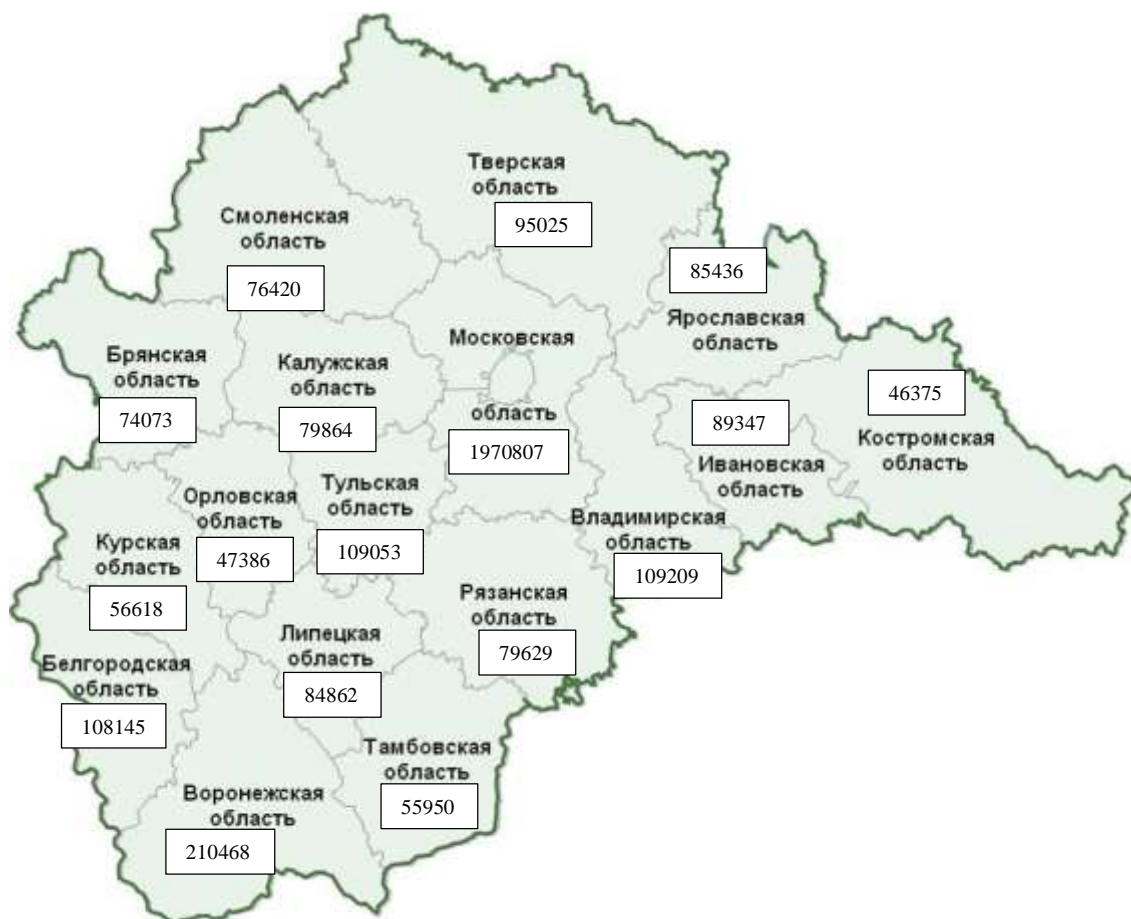 Тверская
область
95025
Смоленская
область
76420
85436
Ярославская
область
Московская
область
1970807
Брянская
область
74073
Калужская
область
79864
46375
Костромская
область
89347
Ивановская
область
Орловская
область
47386
Тульская
область
109053
Владимирская
область
109209
Курская
область
56618
Рязанская
область
79629
Липецкая
область
84862
Белгородская
область
108145
Тамбовская
область
55950
Воронежская
область
210468